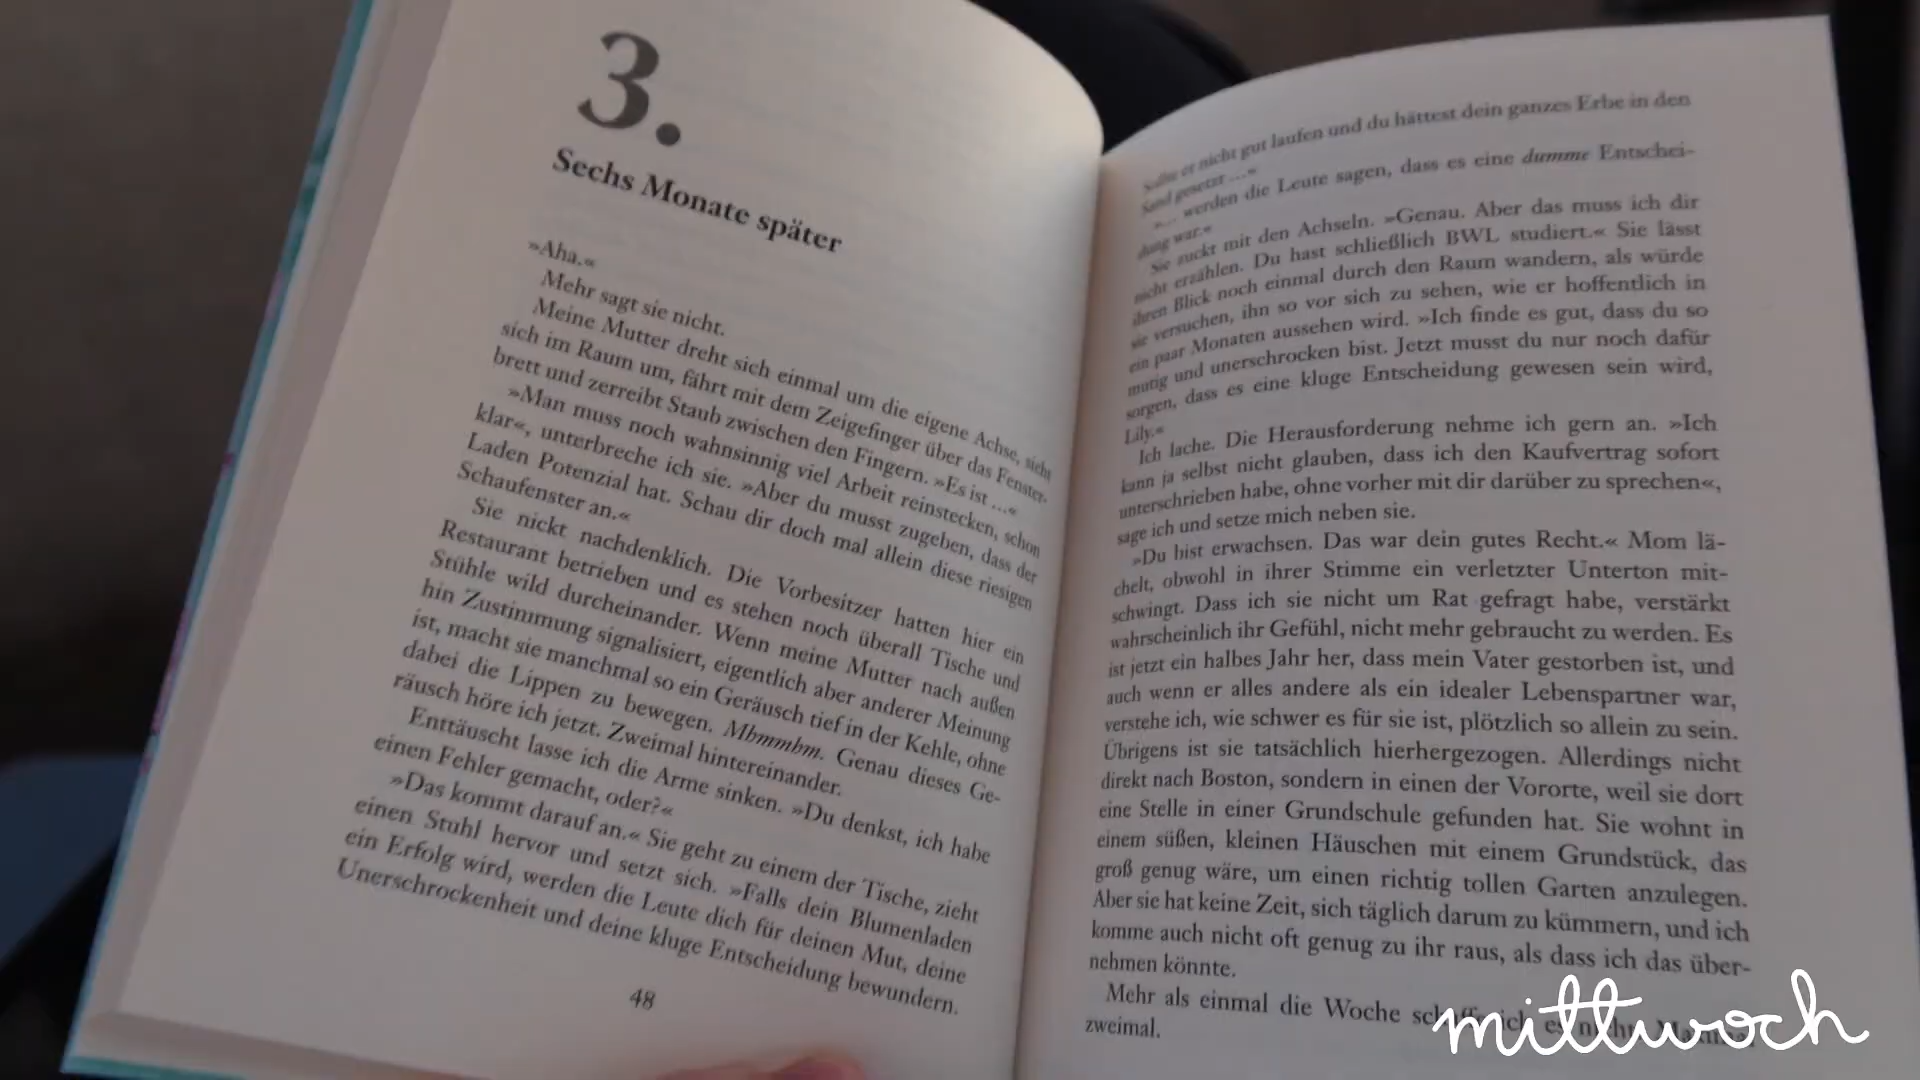 3.
Sechs Monate später
»Aha.«
Mehr sagt sie nicht.
Meine Mutter dreht sich einmal um die eigene Achse, sieht
sich im Raum um, fährt mit dem Zeigefinger über das Fenster-
brett und zerreibt Staub zwischen den Fingern. »Es ist …«
»Man muss noch wahnsinnig viel Arbeit reinstecken, schon
klar«, unterbreche ich sie. »Aber du musst zugeben, dass der
Laden Potenzial hat. Schau dir doch mal allein diese riesigen
Schaufenster an.«
Sie nickt nachdenklich. Die Vorbesitzer hatten hier ein
Restaurant betrieben und es stehen noch überall Tische und
Stühle wild durcheinander. Wenn meine Mutter nach außen
hin Zustimmung signalisiert, eigentlich aber anderer Meinung
ist, macht sie manchmal so ein Geräusch tief in der Kehle, ohne
dabei die Lippen zu bewegen. Mhmmhm. Genau dieses Ge-
räusch höre ich jetzt. Zweimal hintereinander.
Enttäuscht lasse ich die Arme sinken. »Du denkst, ich habe
einen Fehler gemacht, oder?«
»Das kommt darauf an.« Sie geht zu einem der Tische, zieht
einen Stuhl hervor und setzt sich. »Falls dein Blumenladen
ein Erfolg wird, werden die Leute dich für deinen Mut, deine
Unerschrockenheit und deine kluge Entscheidung bewundern.
48
Sollte er nicht gut laufen und du hättest dein ganzes Erbe in den
Sand gesetzt …«
»… werden die Leute sagen, dass es eine dumme Entschei-
dung war.«
Sie zuckt mit den Achseln. »Genau. Aber das muss ich dir
nicht erzählen. Du hast schließlich BWL studiert.« Sie lässt
ihren Blick noch einmal durch den Raum wandern, als würde
sie versuchen, ihn so vor sich zu sehen, wie er hoffentlich in
ein paar Monaten aussehen wird. »Ich finde es gut, dass du so
mutig und unerschrocken bist. Jetzt musst du nur noch dafür
sorgen, dass es eine kluge Entscheidung gewesen sein wird,
Lily.«
Ich lache. Die Herausforderung nehme ich gern an. »Ich
kann ja selbst nicht glauben, dass ich den Kaufvertrag sofort
unterschrieben habe, ohne vorher mit dir darüber zu sprechen«,
sage ich und setze mich neben sie.
»Du bist erwachsen. Das war dein gutes Recht.« Mom lä-
chelt, obwohl in ihrer Stimme ein verletzter Unterton mit-
schwingt. Dass ich sie nicht um Rat gefragt habe, verstärkt
wahrscheinlich ihr Gefühl, nicht mehr gebraucht zu werden. Es
ist jetzt ein halbes Jahr her, dass mein Vater gestorben ist, und
auch wenn er alles andere als ein idealer Lebenspartner war,
verstehe ich, wie schwer es für sie ist, plötzlich so allein zu sein.
Übrigens ist sie tatsächlich hierhergezogen. Allerdings nicht
direkt nach Boston, sondern in einen der Vororte, weil sie dort
eine Stelle in einer Grundschule gefunden hat. Sie wohnt in
einem süßen, kleinen Häuschen mit einem Grundstück, das
groß genug wäre, um einen richtig tollen Garten anzulegen.
Aber sie hat keine Zeit, sich täglich darum zu kümmern, und ich
komme auch nicht oft genug zu ihr raus, als dass ich das über-
nehmen könnte.
Mehr als einmal die Woche ich es
zweimal.
mittwoch